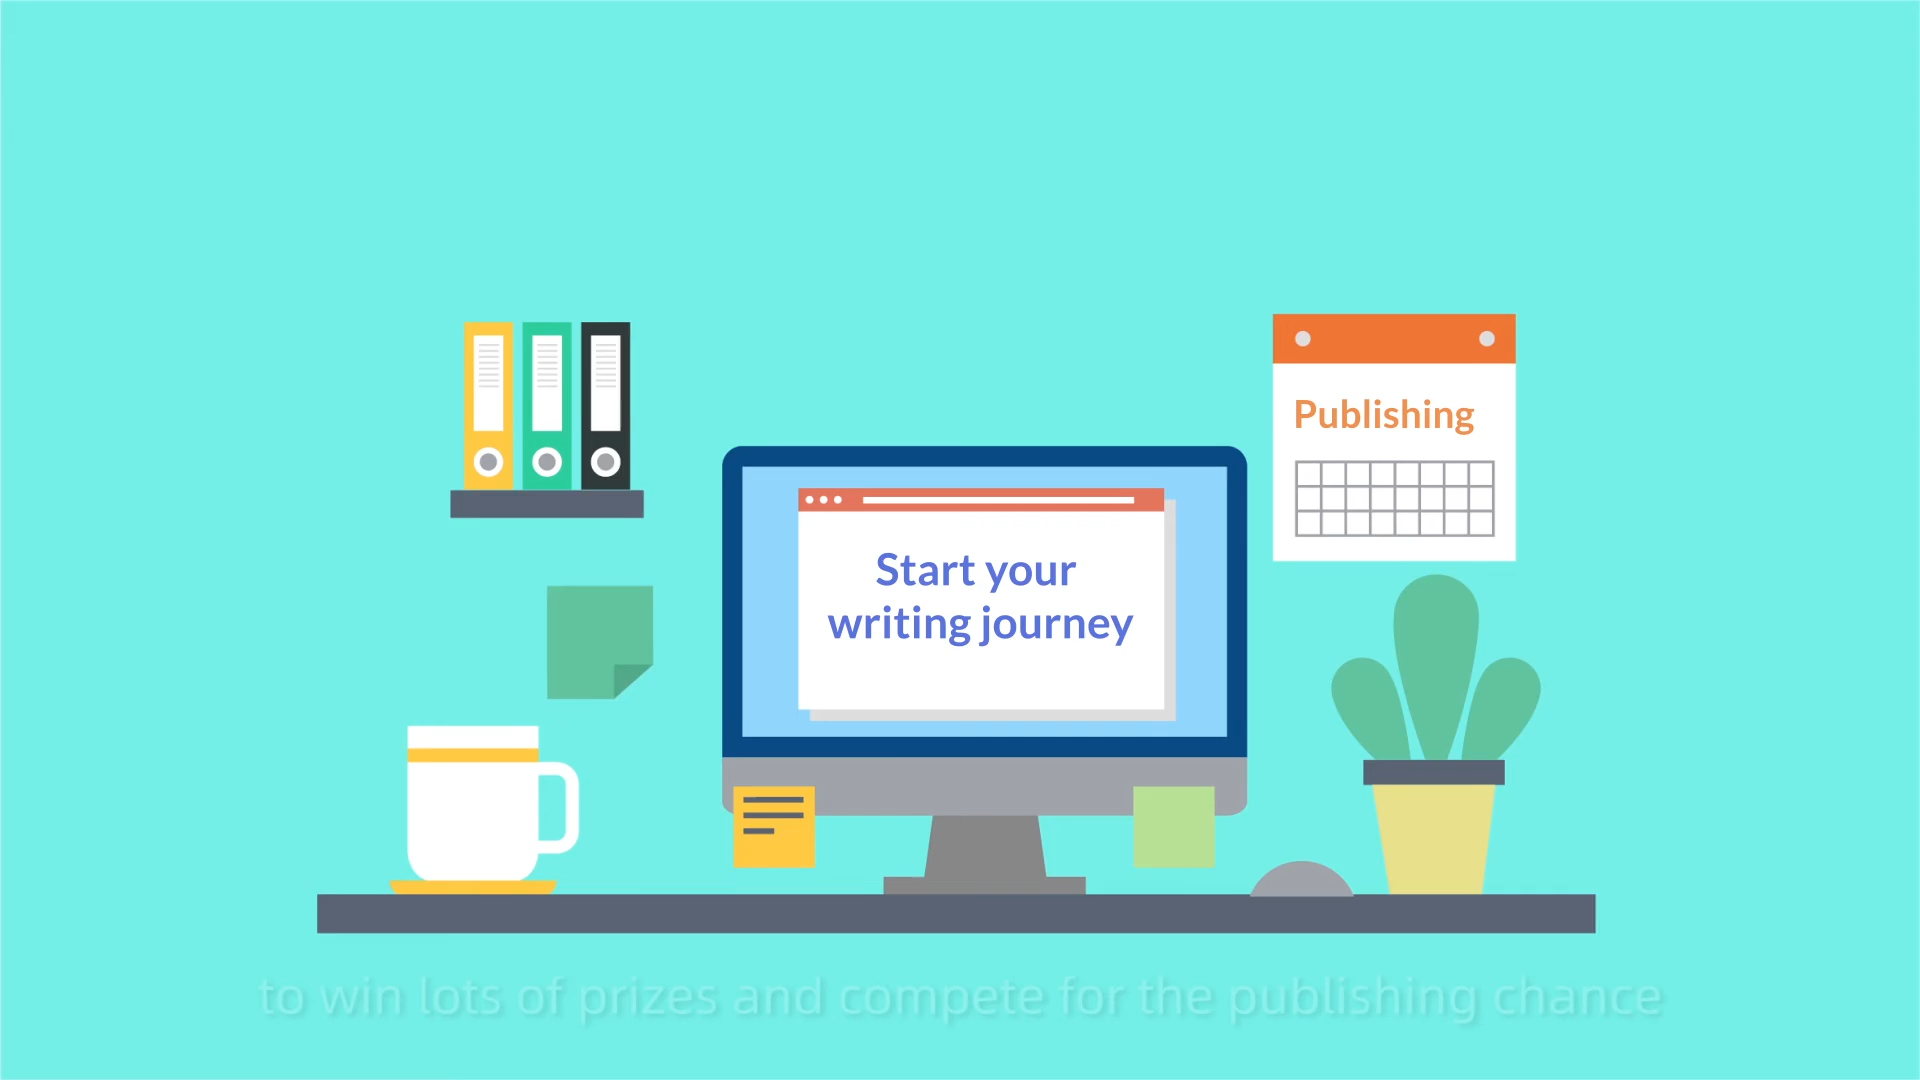 Publishing
Start your
writing journey
to win lots of prizes and compete for the publishing chance